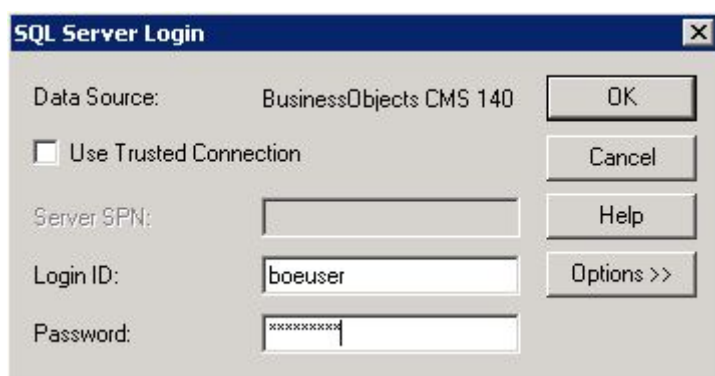 SQL Server Login
Data Source: BusinessObjects CMS 140 OK
Use Trusted Connection Cancel
Server SPN: Help
Login ID: boeuser Options >>
Password: *********